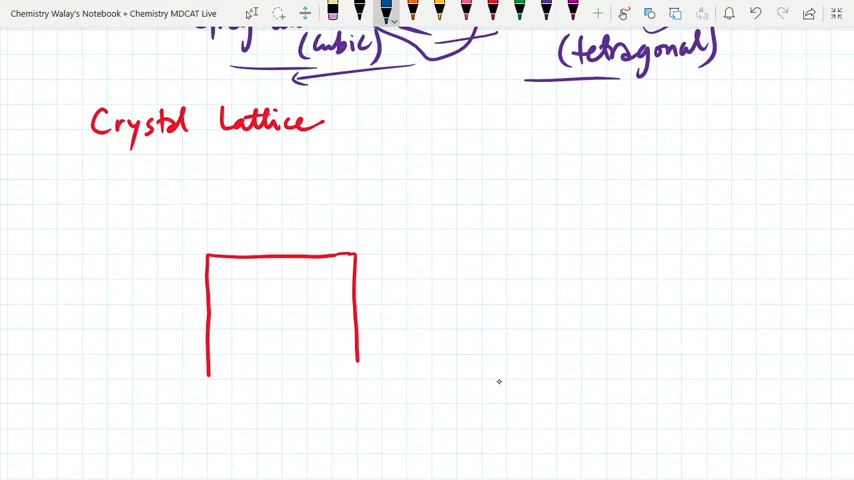 Chemistry Walay's Notebook » Chemistry MDCAT Live
(cubic)
(tetragonal)
Crystal Lattice